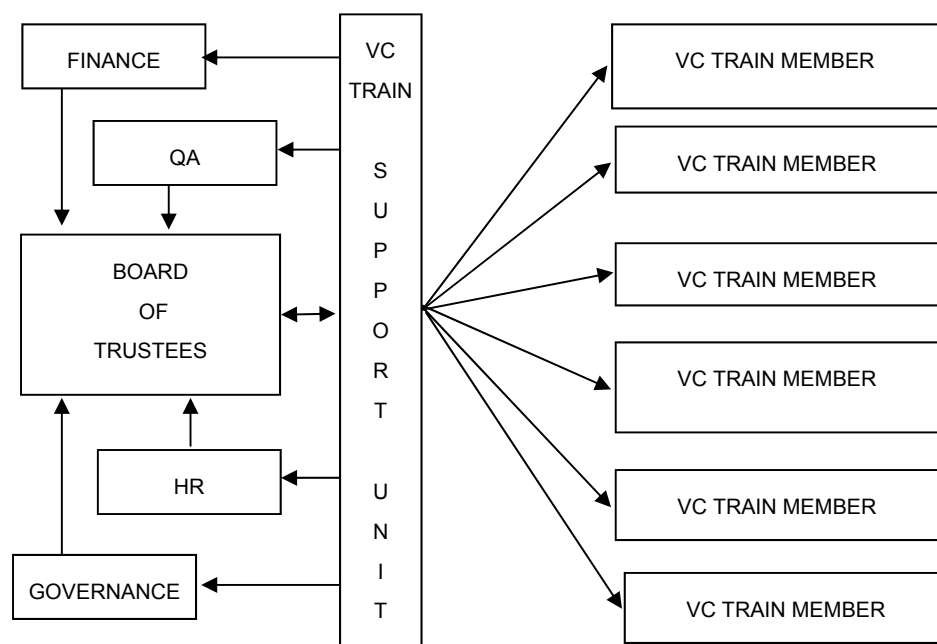 FINANCE
QA
BOARD
OF
TRUSTEES
HR
GOVERNANCE
VC
TRAIN
S
U
P
P
O
R
T
U
N
I
T
VC TRAIN MEMBER
VC TRAIN MEMBER
VC TRAIN MEMBER
VC TRAIN MEMBER
VC TRAIN MEMBER
VC TRAIN MEMBER